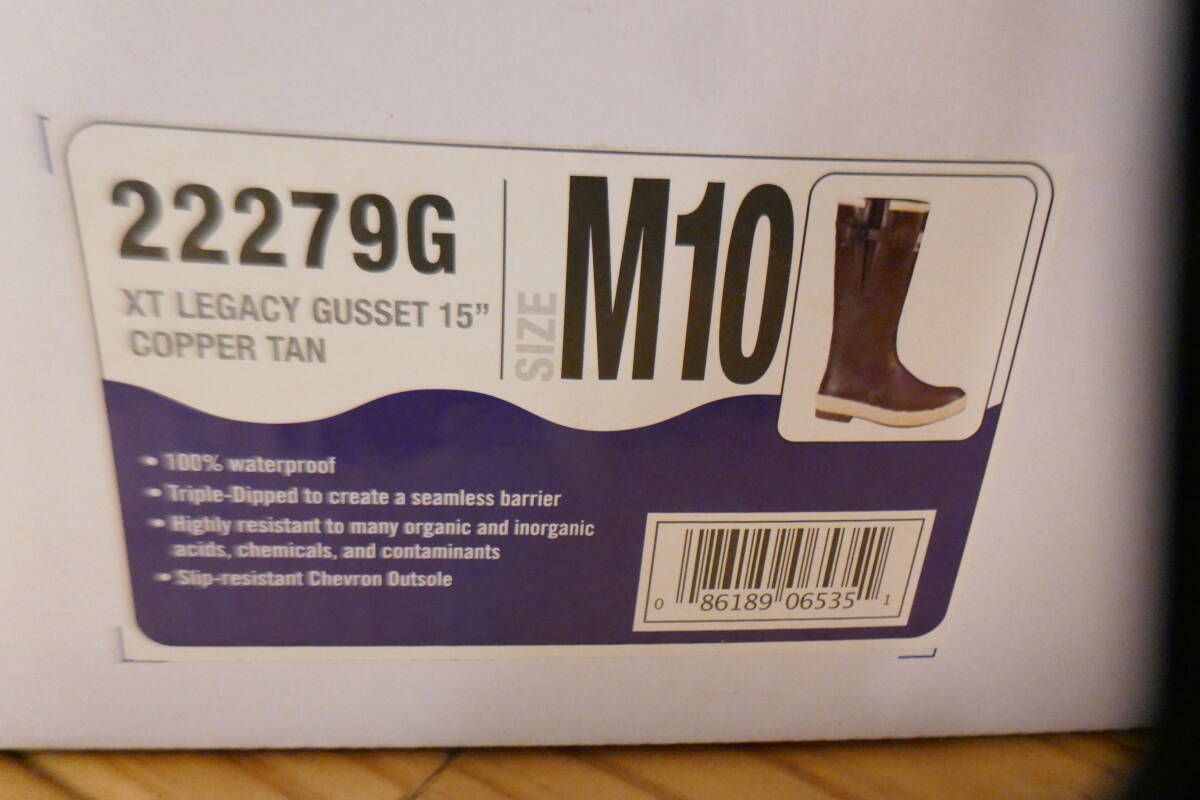 22279G
XT LEGACY GUSSET 15”
COPPER TAN
SIZE
M10
• 100% waterproof
• Triple-Dipped to create a seamless barrier
• Highly resistant to many organic and inorganic
acids, chemicals, and contaminants
• Slip-resistant Chevron Outsole
0 86189 06535 1